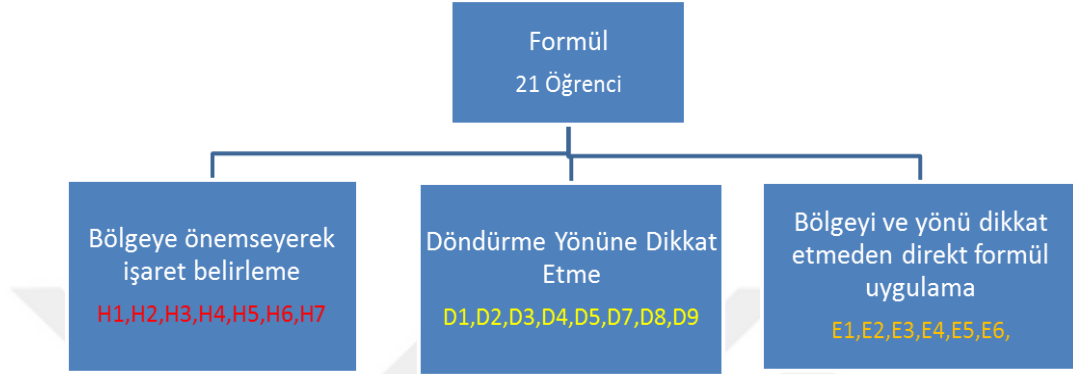 Formül
21 Öğrenci
Bölgeye önemseyerek
işaret belirleme
H1,H2,H3,H4,H5,H6,H7
Döndürme Yönüne Dikkat
Etme
D1,D2,D3,D4,D5,D7,D8,D9
Bölgeyi ve yönü dikkat
etmeden direkt formül
uygulama
E1,E2,E3,E4,E5,E6,